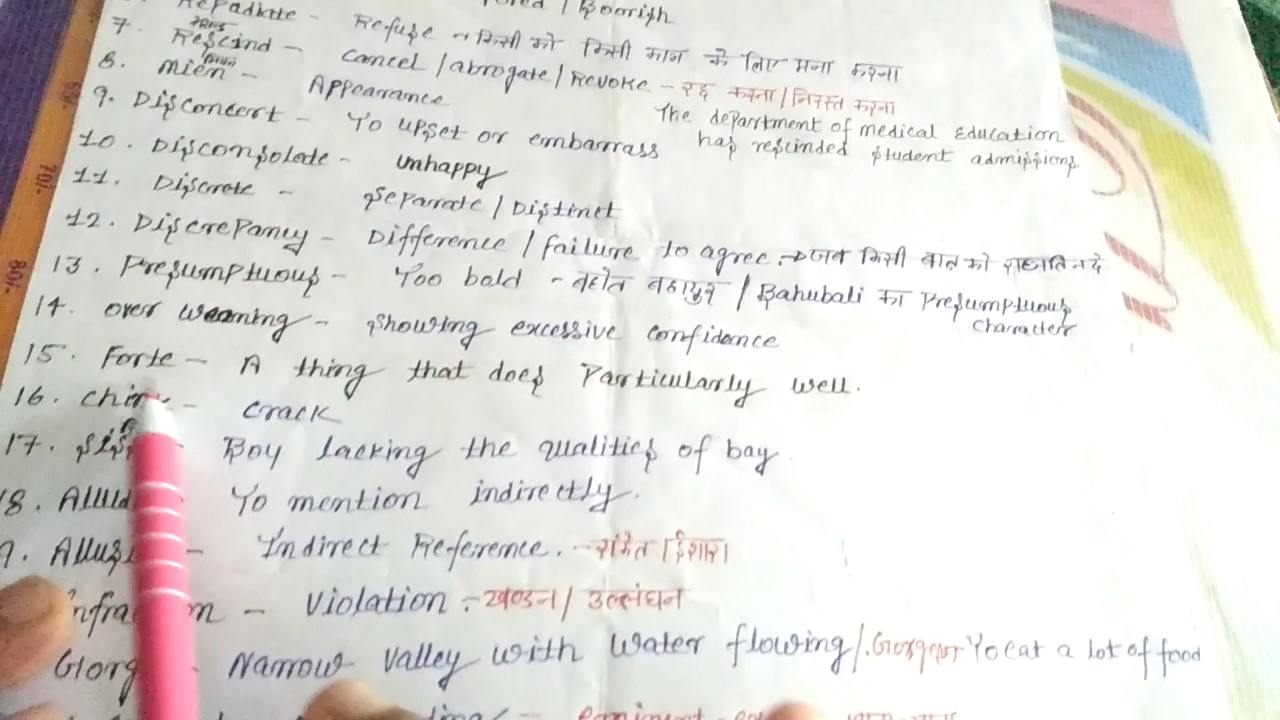 Boorish
7. Repadiate - Refuse → किसी को किसी काम के लिए मना करना
Rescind - Cancel / abrogate / Revoke - रद्द करना / निरस्त करना
8. Mien - Appearance
The department of medical Education
has rescinded student admissions.
9. Disconcert - To upset or embarrass
10. Disconsolate - Unhappy
11. Discrete - Separate / Distinct
12. Discrepancy - Difference / failure to agree. → जब किसी बात को सहमति न दे
13. Presumptuous - Too bold - बहोत बहादुर / Bahubali का Presumptuous
character
14. over weaning - Showing excessive confidence
15. Forte - A thing that does Particularly well.
16. - Crack
17. Boy lacking the qualities of bay.
18. To mention indirectly.
9. - Indirect Reference. - संकेत / ईशारा
- Violation - खण्डन / उल्लंघन
- Narrow valley with water flowing / To eat a lot of food